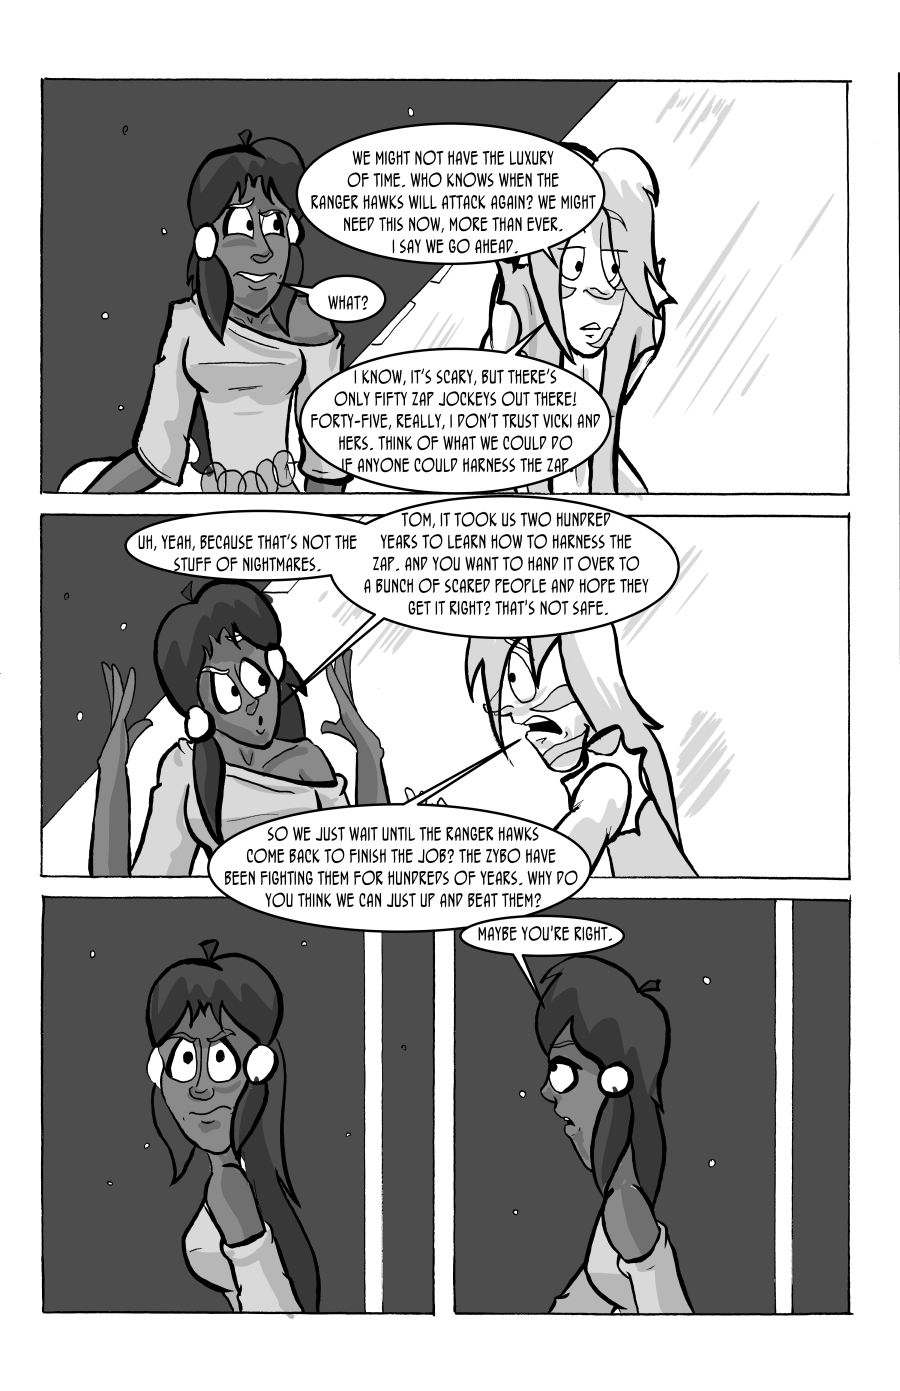 WE MIGHT NOT HAVE THE LUXURY
OF TIME. WHO KNOWS WHEN THE
RANGER HAWKS WILL ATTACK AGAIN? WE MIGHT
NEED THIS NOW, MORE THAN EVER.
I SAY WE GO AHEAD.
WHAT?
I KNOW, IT'S SCARY, BUT THERE'S
ONLY FIFTY ZAP JOCKEYS OUT THERE!
FORTY-FIVE, REALLY, I DON'T TRUST VICKI AND
HERS. THINK OF WHAT WE COULD DO
IF ANYONE COULD HARNESS THE ZAP.
UH, YEAH, BECAUSE THAT'S NOT THE
STUFF OF NIGHTMARES.
TOM, IT TOOK US TWO HUNDRED
YEARS TO LEARN HOW TO HARNESS THE
ZAP. AND YOU WANT TO HAND IT OVER TO
A BUNCH OF SCARED PEOPLE AND HOPE THEY
GET IT RIGHT? THAT'S NOT SAFE.
SO WE JUST WAIT UNTIL THE RANGER HAWKS
COME BACK TO FINISH THE JOB? THE ZYBO HAVE
BEEN FIGHTING THEM FOR HUNDREDS OF YEARS. WHY DO
YOU THINK WE CAN JUST UP AND BEAT THEM?
MAYBE YOU'RE RIGHT.